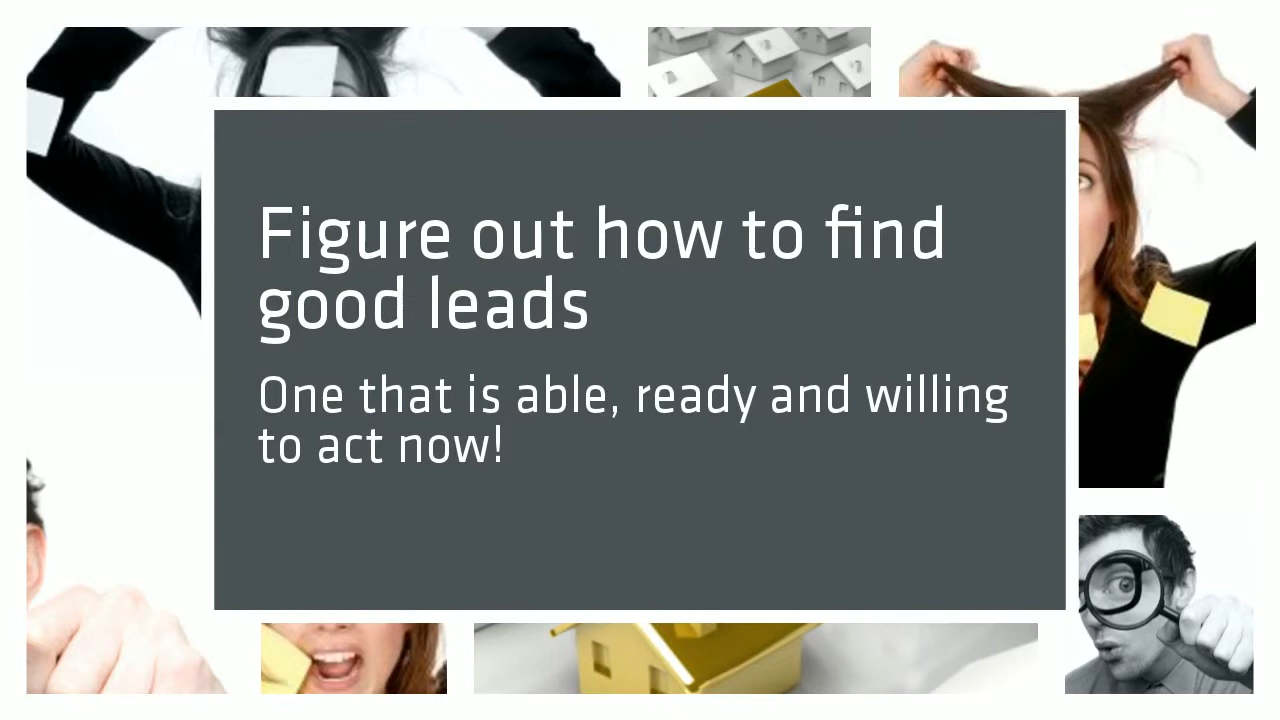 Figure out how to find
good leads
One that is able, ready and willing
to act now!